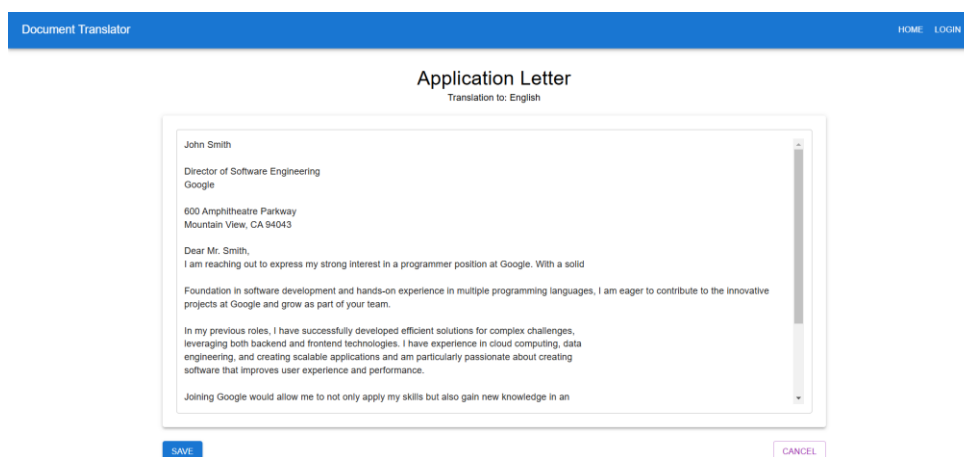 Document Translator
HOME LOGIN
Application Letter
Translation to: English
John Smith
Director of Software Engineering
Google
600 Amphitheatre Parkway
Mountain View, CA 94043
Dear Mr. Smith,
I am reaching out to express my strong interest in a programmer position at Google. With a solid
Foundation in software development and hands-on experience in multiple programming languages, I am eager to contribute to the innovative
projects at Google and grow as part of your team.
In my previous roles, I have successfully developed efficient solutions for complex challenges,
leveraging both backend and frontend technologies. I have experience in cloud computing, data
engineering, and creating scalable applications and am particularly passionate about creating
software that improves user experience and performance.
Joining Google would allow me to not only apply my skills but also gain new knowledge in an
SAVE CANCEL